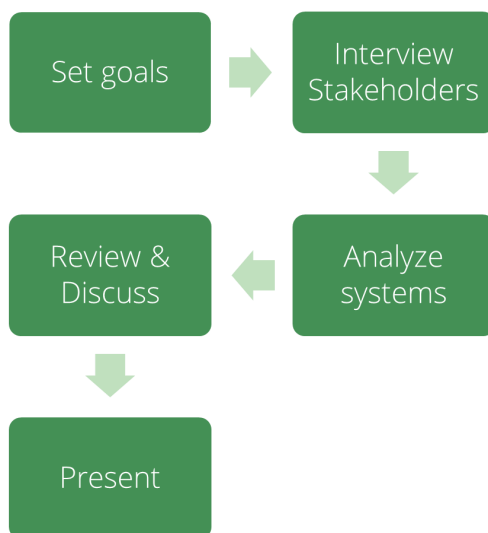 Set goals
Interview
Stakeholders
Analyze
systems
Review &
Discuss
Present